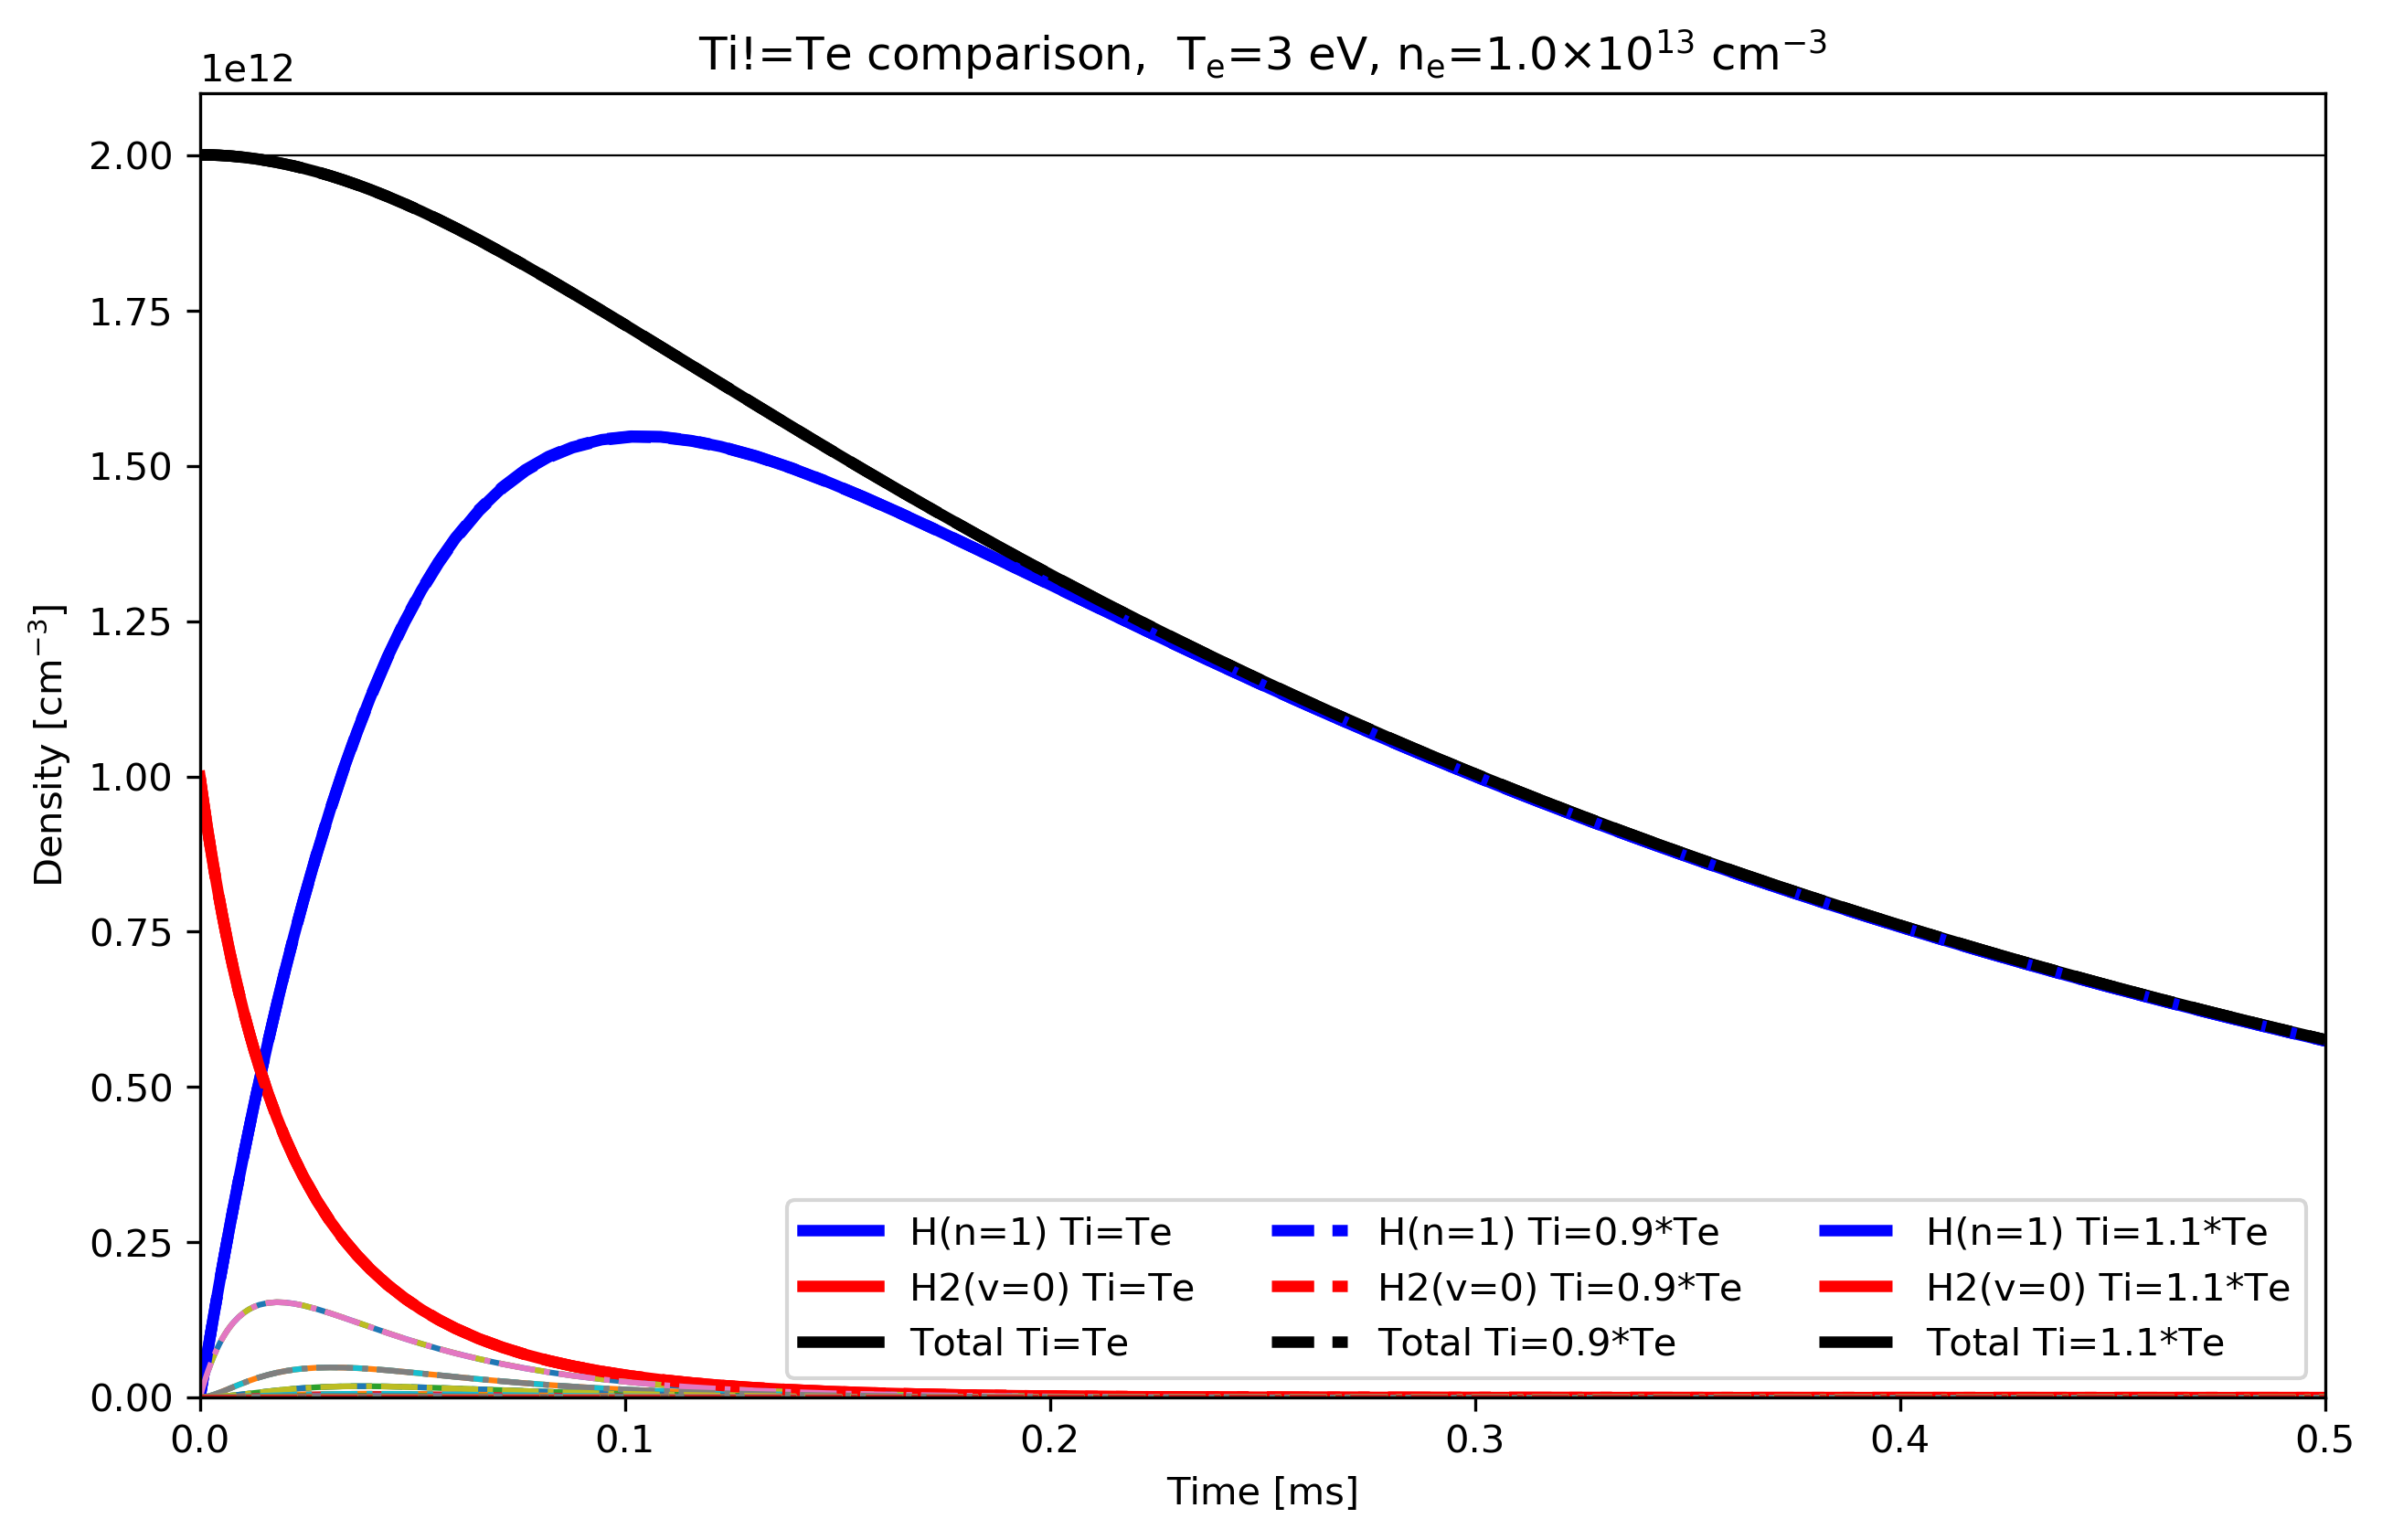 Ti!=Te comparison,  Tₑ=3 eV, nₑ=1.0×10¹³ cm⁻³
1e12
2.00
1.75
1.50
1.25
1.00
0.75
0.50
0.25
0.00
Density [cm⁻³]
H(n=1) Ti=Te
H2(v=0) Ti=Te
Total Ti=Te
H(n=1) Ti=0.9*Te
H2(v=0) Ti=0.9*Te
Total Ti=0.9*Te
H(n=1) Ti=1.1*Te
H2(v=0) Ti=1.1*Te
Total Ti=1.1*Te
0.0 0.1 0.2 0.3 0.4 0.5
Time [ms]